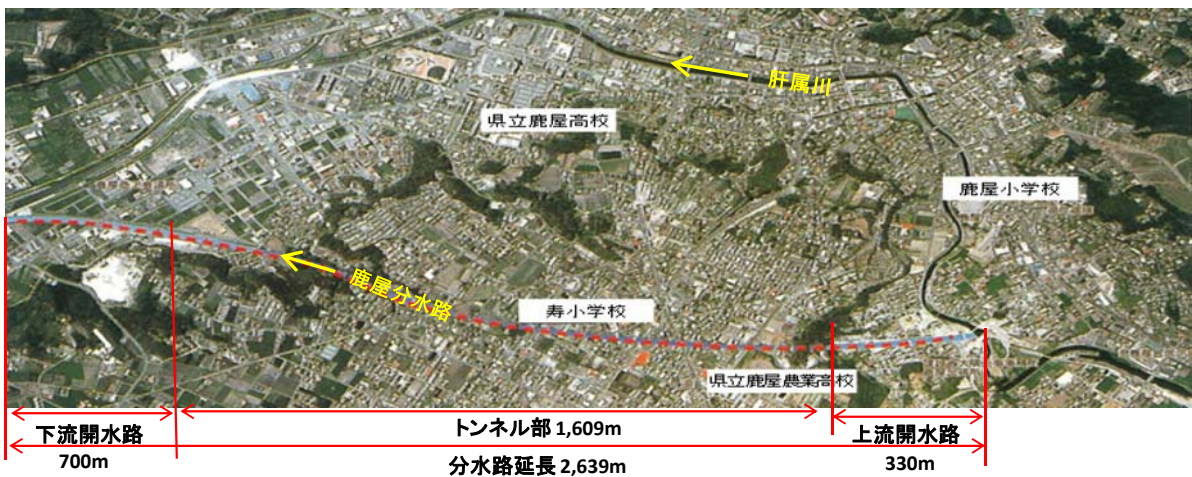 肝属川
県立鹿屋高校
鹿屋小学校
鹿屋分水路
寿小学校
県立鹿屋農業高校
下流開水路
700m
トンネル部 1,609m
上流開水路
330m
分水路延長 2,639m